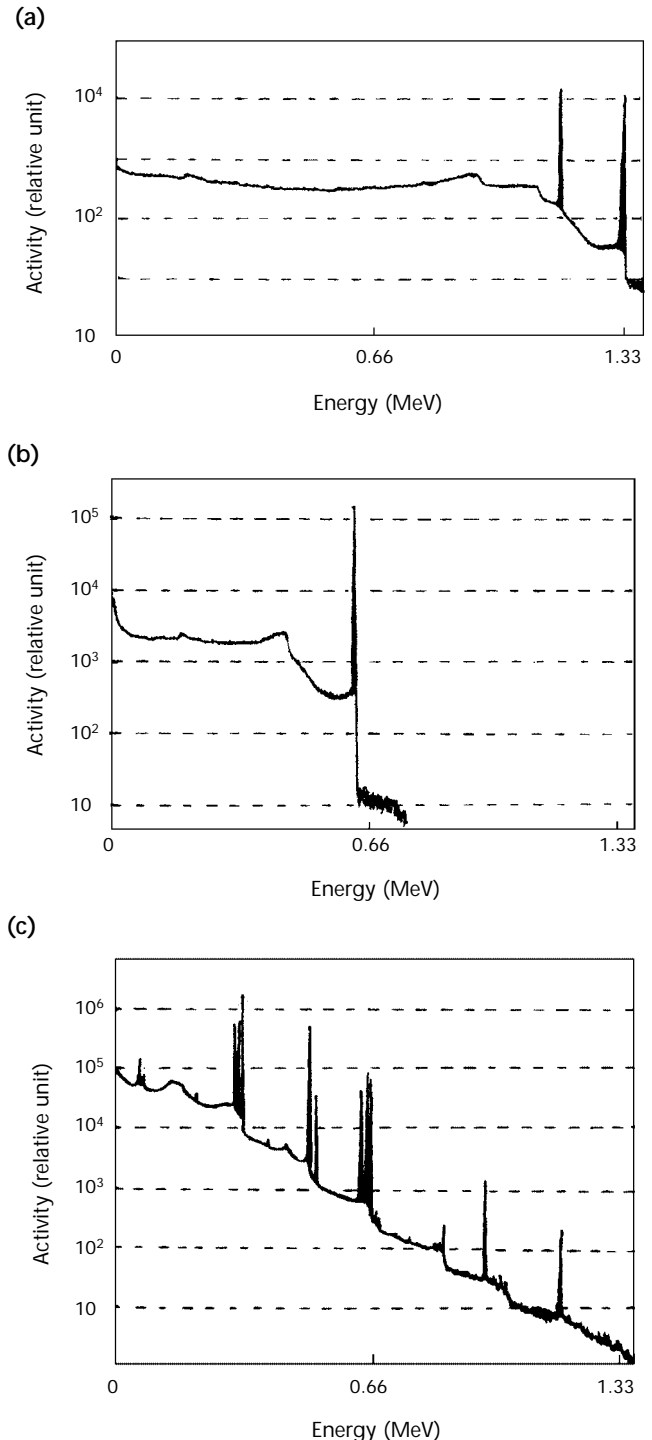 (a)
Activity (relative unit)
10⁴
10²
10
0
0.66
1.33
Energy (MeV)
(b)
Activity (relative unit)
10⁵
10⁴
10³
10²
10
0
0.66
1.33
Energy (MeV)
(c)
Activity (relative unit)
10⁶
10⁵
10⁴
10³
10²
10
0
0.66
1.33
Energy (MeV)